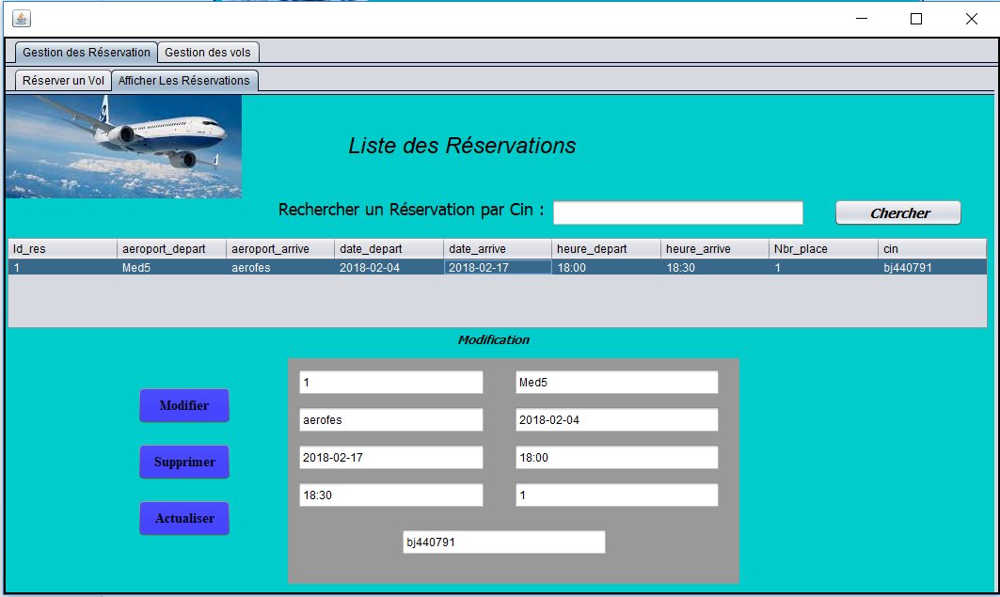 Gestion des Réservation Gestion des vols
Réserver un Vol Afficher Les Réservations
Liste des Réservations
Rechercher un Réservation par Cin : Chercher
Id_res aeroport_depart aeroport_arrive date_depart date_arrive heure_depart heure_arrive Nbr_place cin
1 Med5 aerofes 2018-02-04 2018-02-17 18:00 18:30 1 bj440791
Modification
1 Med5
Modifier
aerofes 2018-02-04
2018-02-17 18:00
Supprimer
18:30 1
Actualiser
bj440791